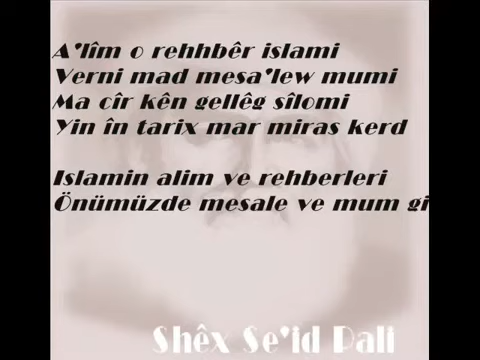 A'lîm o rehhbêr islami
Verni mad mesa'lew mumi
Ma cîr kên gellêg sîlomi
Yin în tarix mar miras kerd
Islamin alim ve rehberleri
Önümüzde mesale ve mum gi
Shêx Se'id Pali